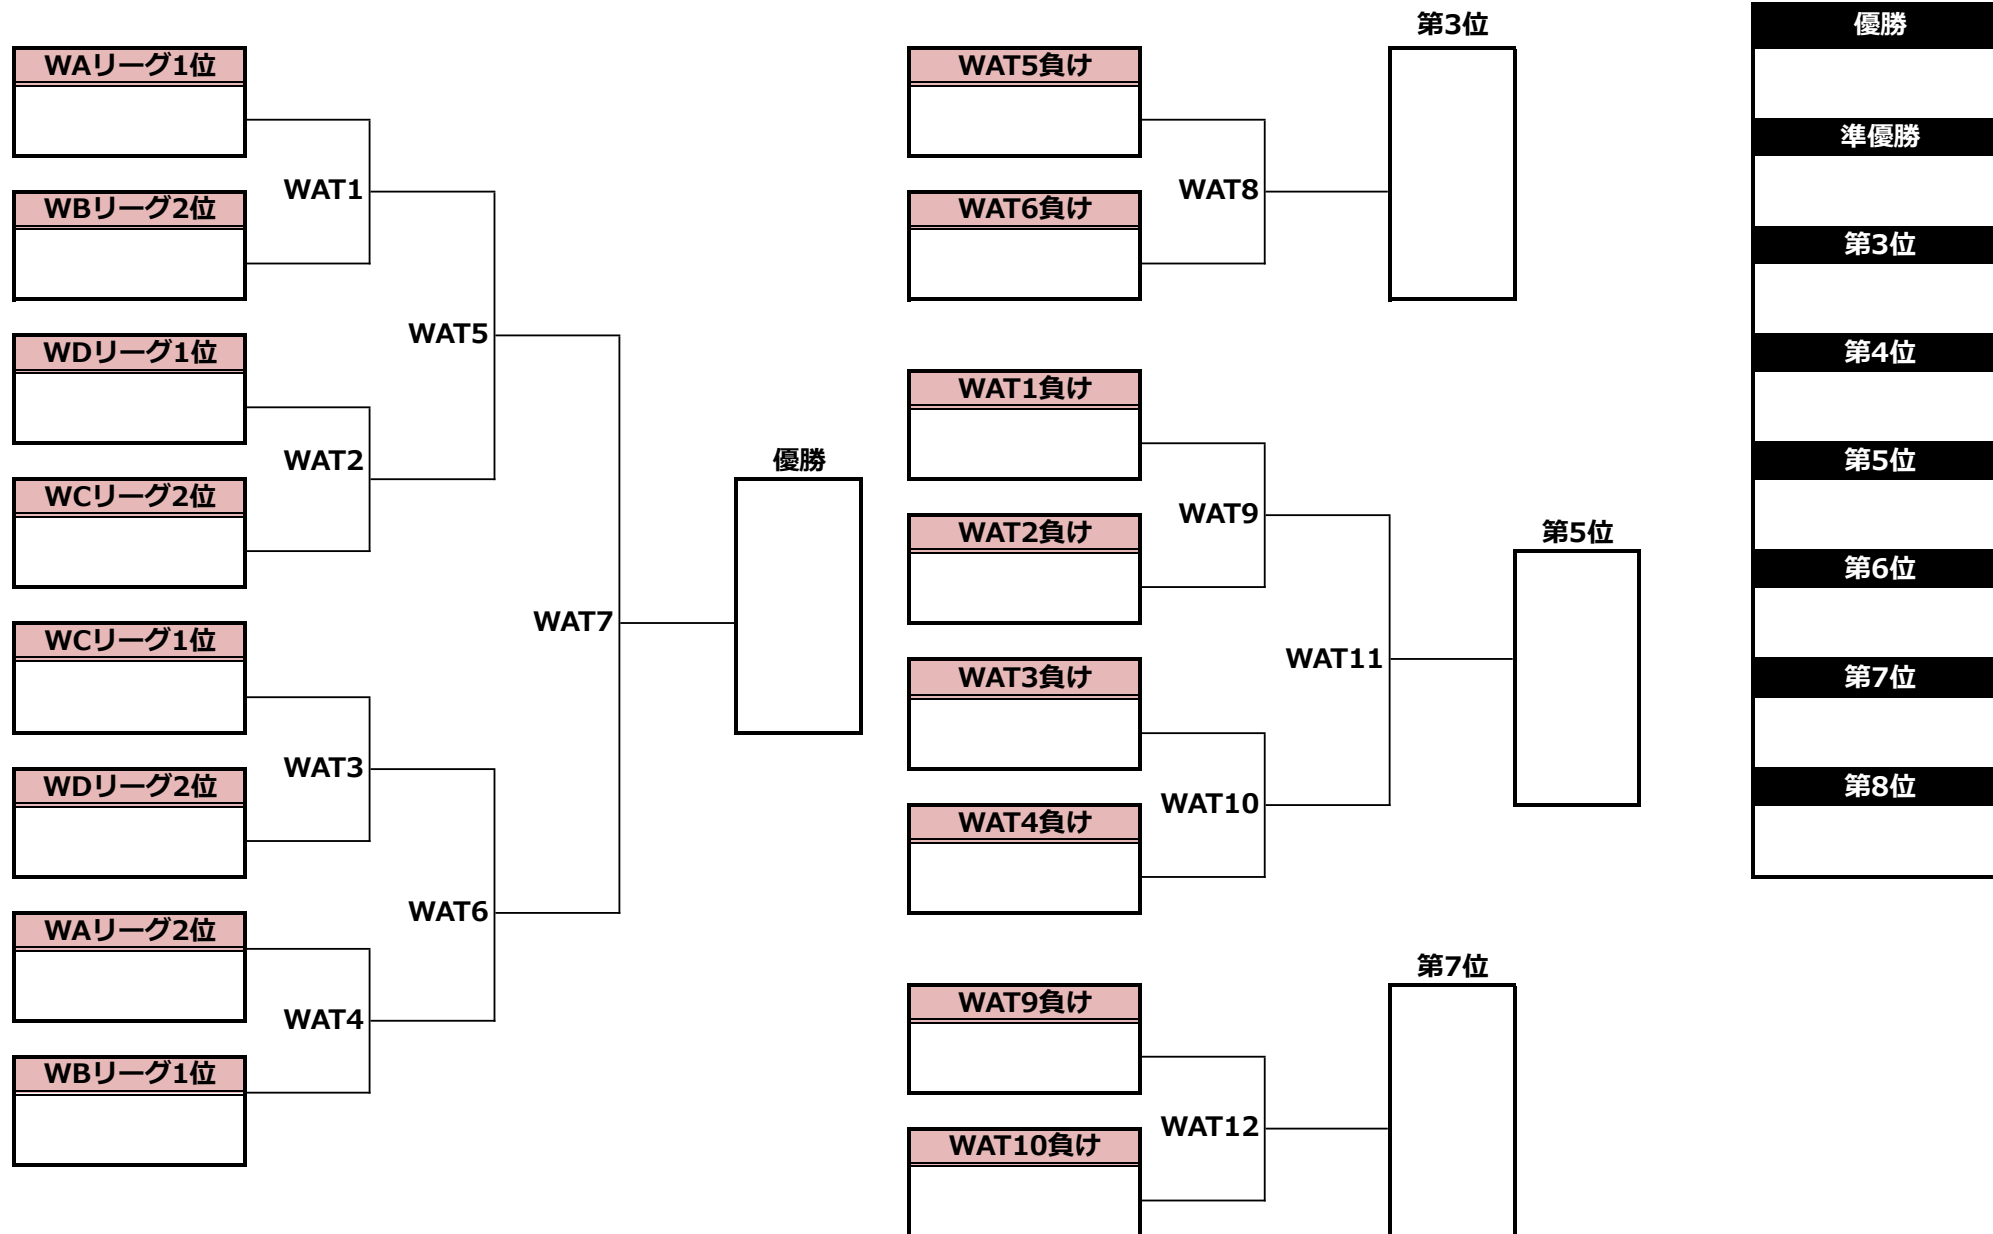 WAリーグ1位
WAT1
WBリーグ2位
WAT5
WDリーグ1位
WAT2
WCリーグ2位
優勝
WAT7
WCリーグ1位
WAT3
WDリーグ2位
WAT6
WAリーグ2位
WAT4
WBリーグ1位
第3位
WAT5負け
WAT8
WAT6負け
WAT1負け
WAT9
WAT2負け
第5位
WAT11
WAT3負け
WAT10
WAT4負け
第7位
WAT9負け
WAT12
WAT10負け
優勝
準優勝
第3位
第4位
第5位
第6位
第7位
第8位